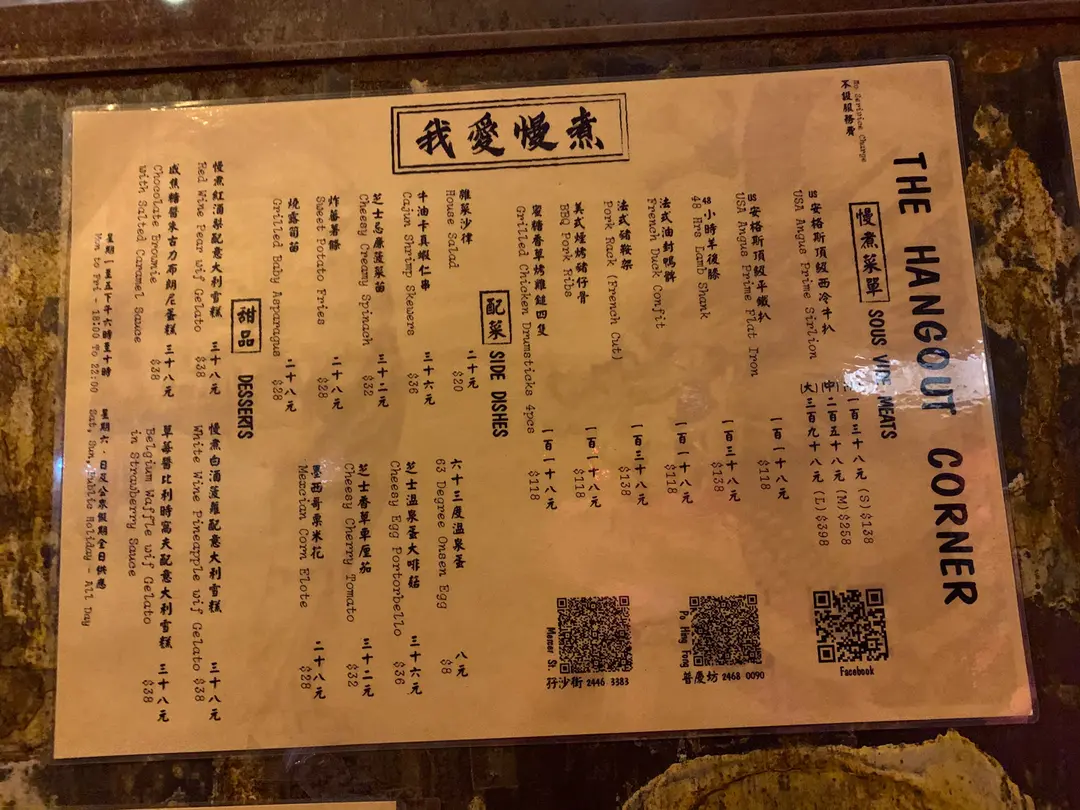 THE HANGOUT CORNER
No Serivice Charge
不設服務費
我愛慢煮
慢煮菜單 SOUS VIDE MEATS
US安格斯頂級西冷牛扒
USA Angus Prime Sirlion
一百三十八元 (S) $138
(中) 二百五十八元 (M) $258
(大) 三百九十八元 (L) $398
US安格斯頂級平鐵扒 一百一十八元
USA Angus Prime Flat Iron $118
48小時羊後膝 一百三十八元
48 Hrs Lamb Shank $138
法式油封鴨髀 一百一十八元
French Duck Confit $118
法式豬鞍架 一百三十八元
Pork Rack (French Cut) $138
美式煙烤豬仔骨 一百一十八元
BBQ Pork Ribs $118
蜜糖香草烤雞鎚四隻 一百一十八元
Grilled Chicken Drumsticks 4pcs $118
Facebook
Po Hing Fong
普慶坊 2468 0090
Mercer St.
孖沙街 2446 3383
配菜 SIDE DISHES
雜菜沙律 二十元
House Salad $20
牛油卡真蝦仁串 三十六元
Cajun Shrimp Skewers $36
芝士忌廉菠菜苗 三十二元
Cheesy Creamy Spinach $32
炸蕃薯條 二十八元
Sweet Potato Fries $28
燒露荀苗 二十八元
Griled Baby Asparagus $28
六十三度溫泉蛋 八元
63 Degree Onsen Egg $8
芝士溫泉蛋大啡菇 三十六元
Cheesy Egg Portorbello $36
芝士香草車厘茄 三十二元
Cheesy Cherry Tomato $32
墨西哥粟米花 二十八元
Mexcian Corn Elote $28
甜品 DESSERTS
慢煮紅酒梨配意大利雪糕 三十八元
Red Wine Pear wif Gelato $38
咸焦糖醬朱古力布朗尼蛋糕 三十八元
Chocolate Brownie $38
with Salted Caramel Sauce
慢煮白酒菠蘿配意大利雪糕 三十八元
White Wine Pineapple wif Gelato $38
草莓醬比利時窩夫配意大利雪糕 三十八元
Belgium Waffle wif Gelato $38
in Strawberry Sauce
星期一至五下午六時至十時
Mon to Fri - 18:00 To 22:00
星期六、日及公眾假期全日供應
Sat, Sun, Public Holiday - All Day